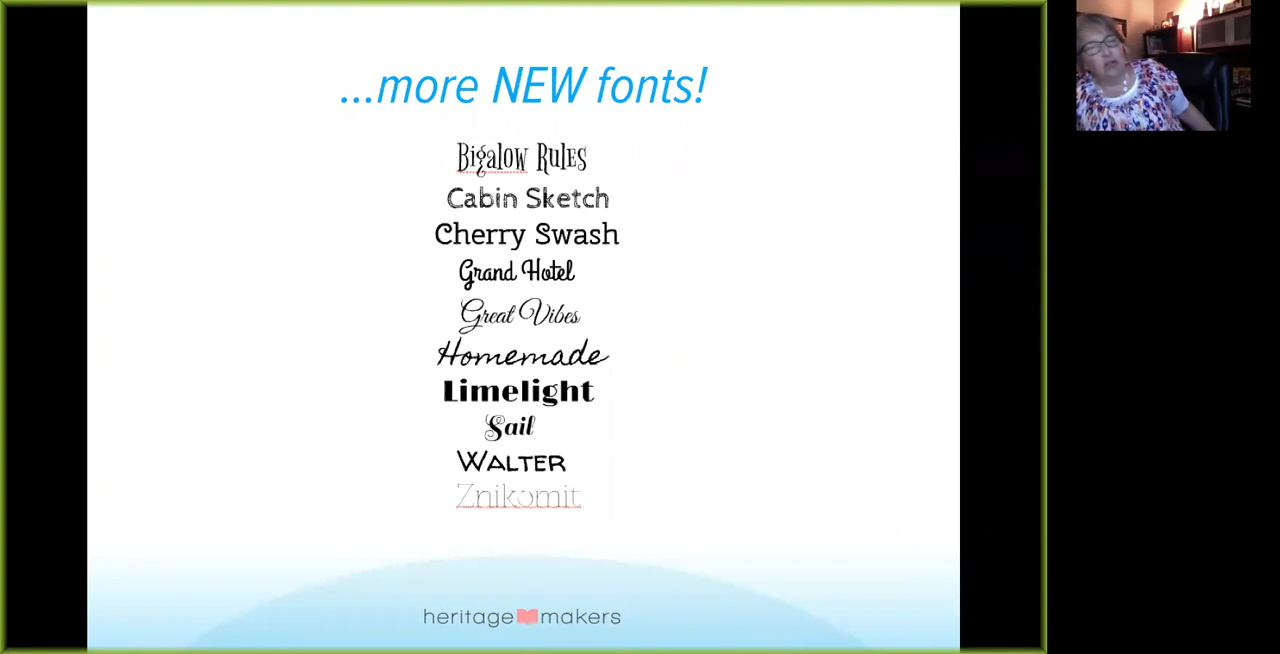 ...more NEW fonts!
Bigalow Rules
Cabin Sketch
Cherry Swash
Grand Hotel
Great Vibes
Homemade
Limelight
Sail
WALTER
Znikomit
heritage makers